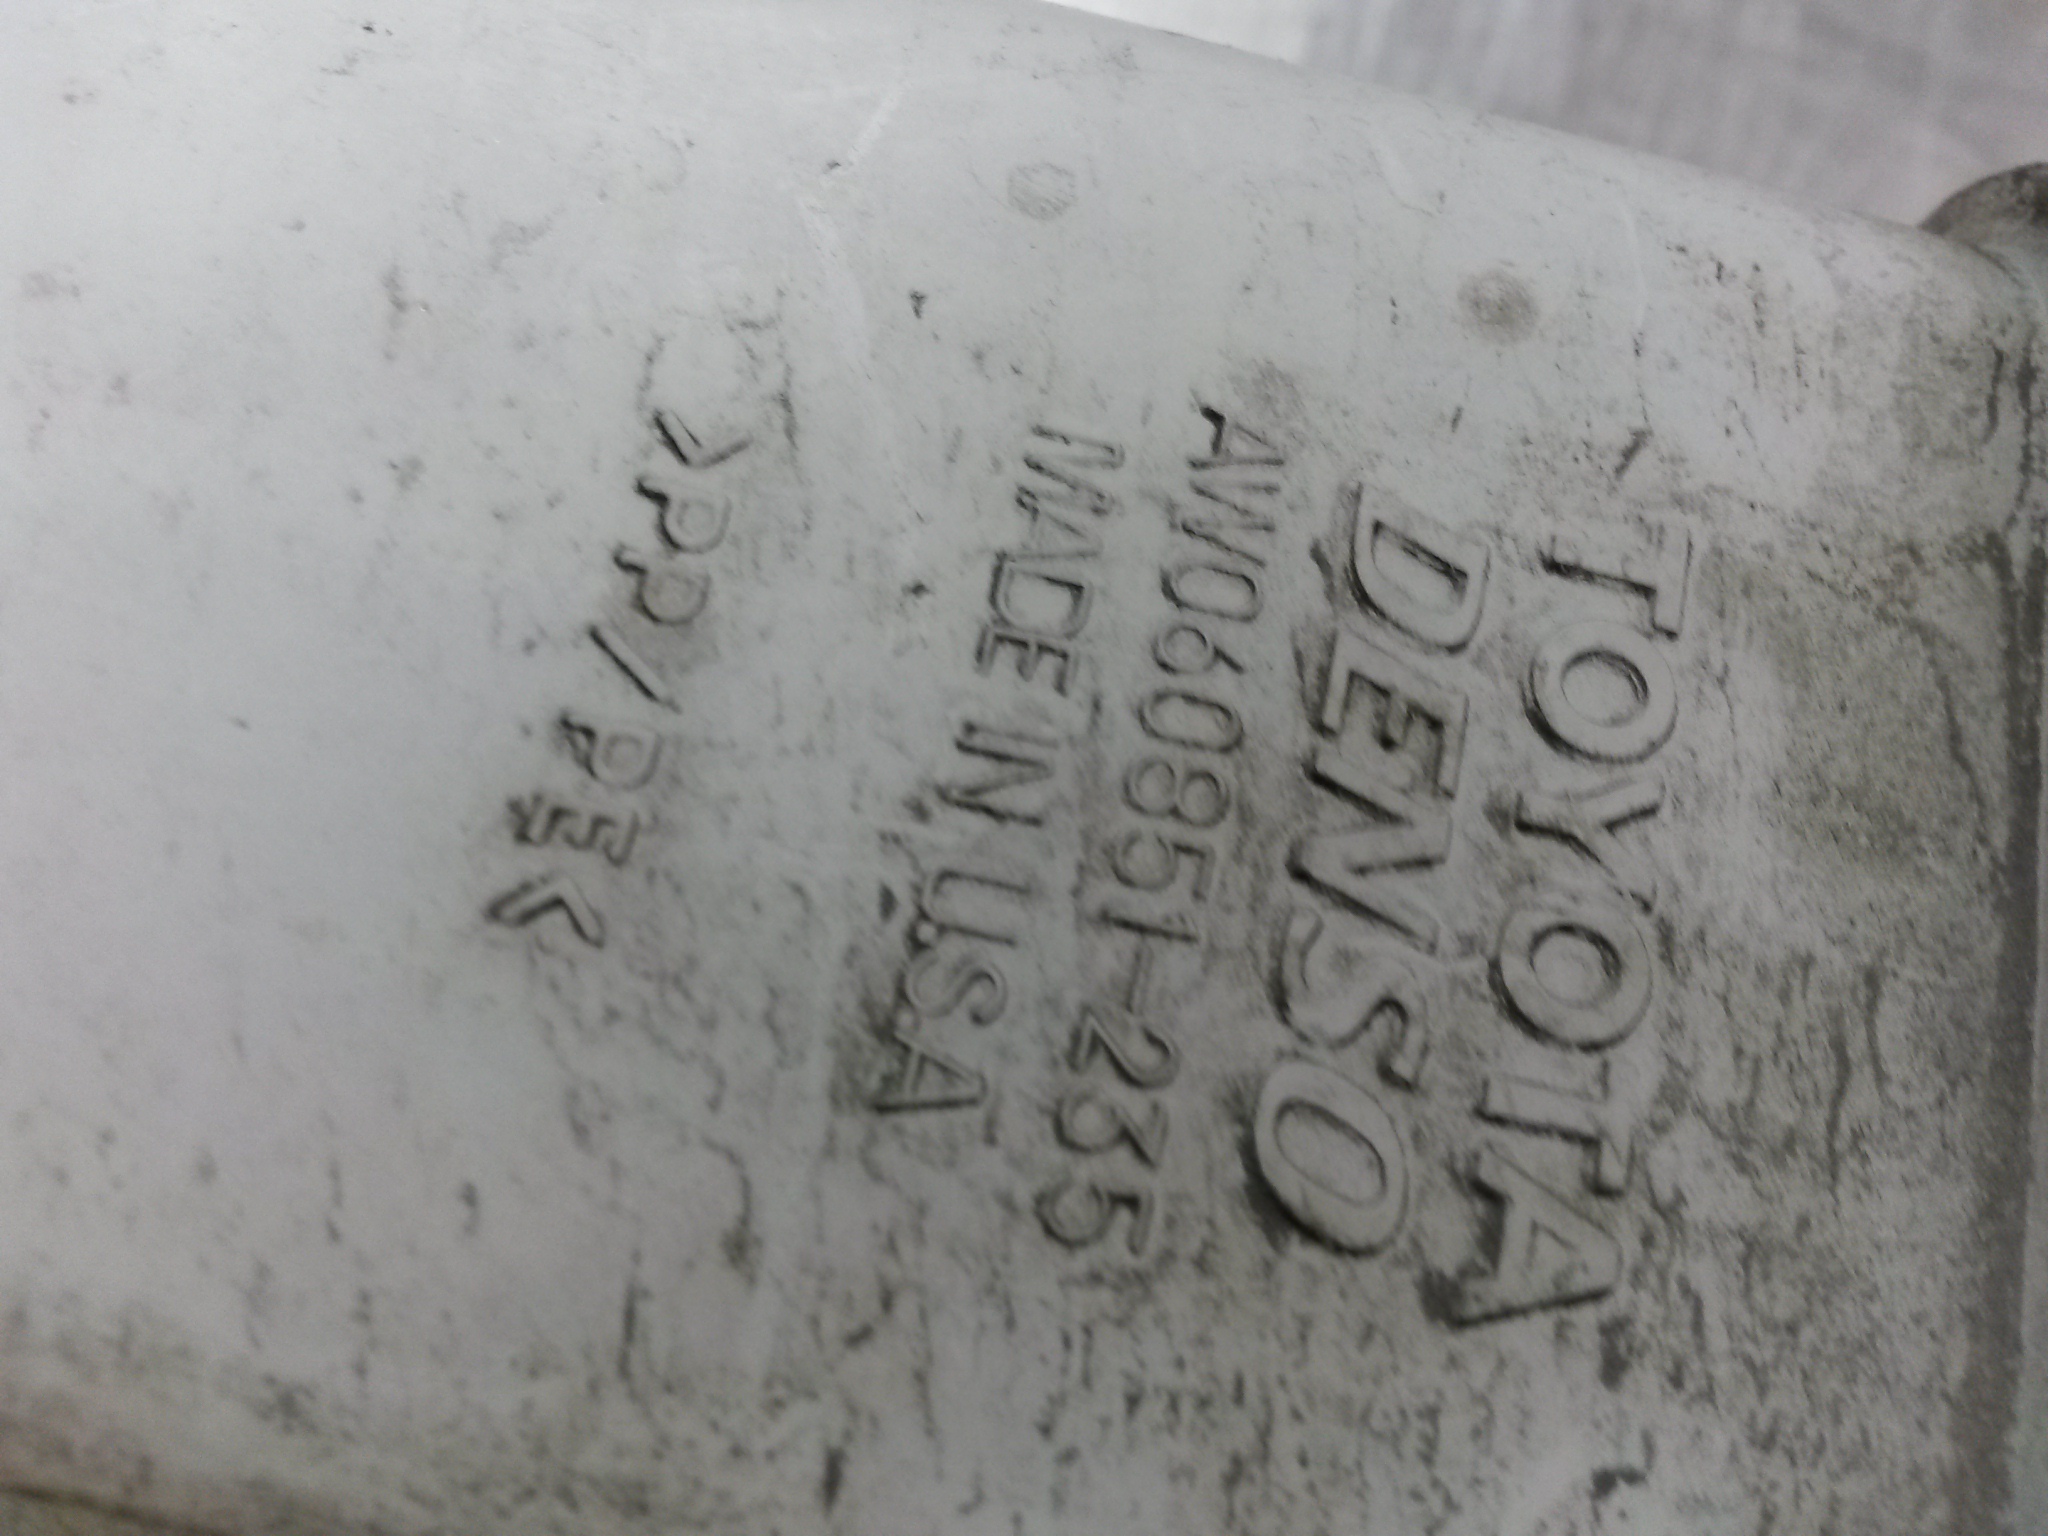 TOYOTA
DENSO
AW060851-235
MADE IN U.S.A
>PP/PE<